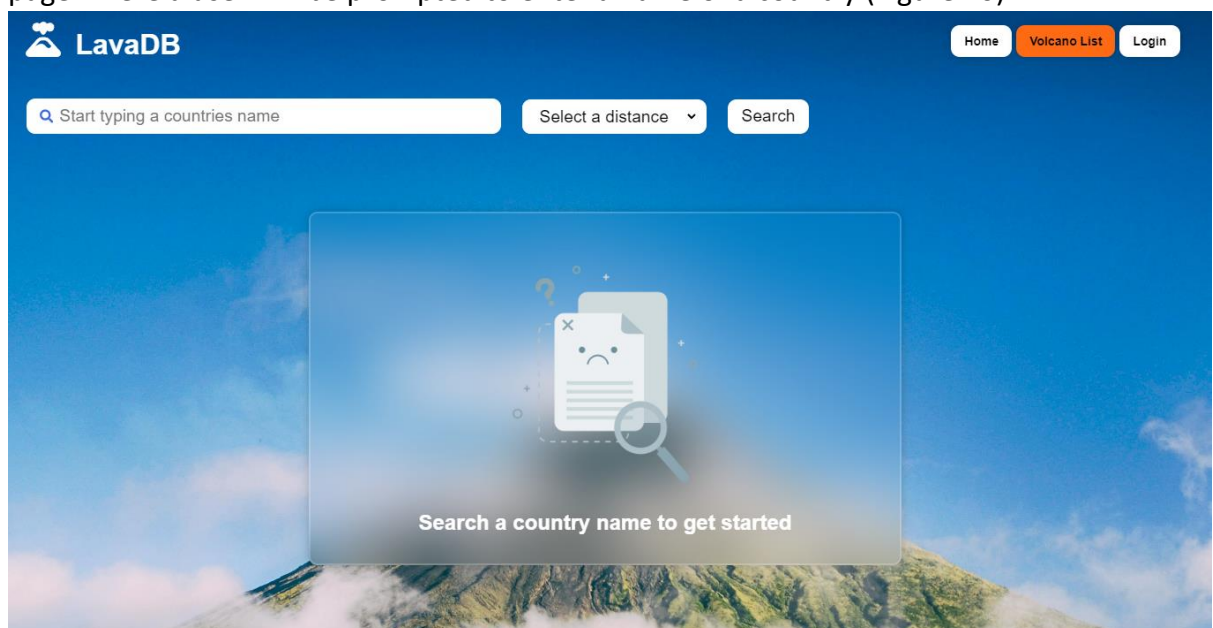 LavaDB
Home
Volcano List
Login
Start typing a countries name
Select a distance
Search
Search a country name to get started